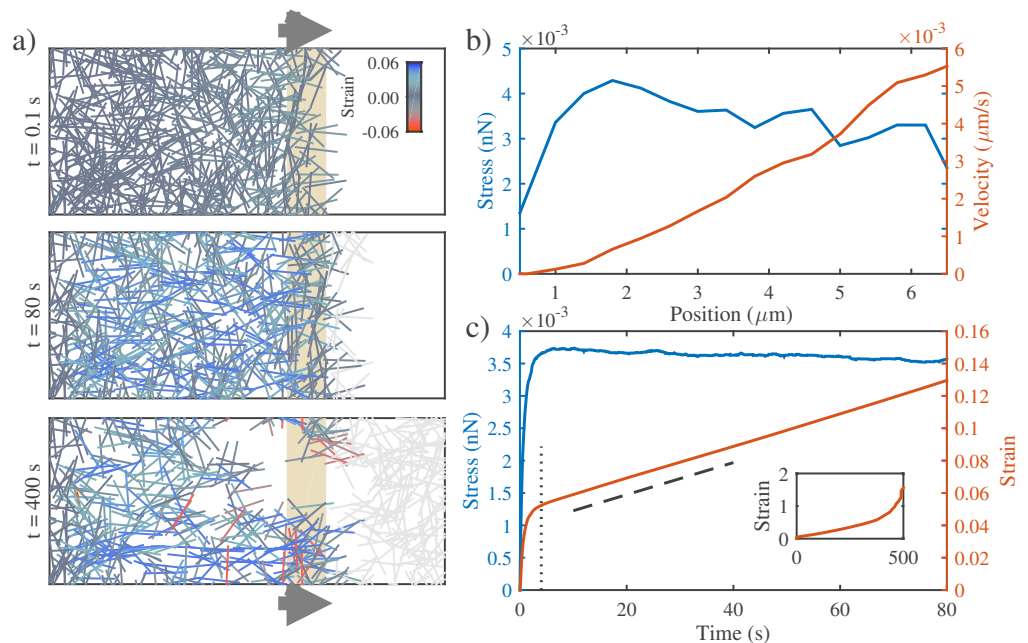 a)
t = 0.1 s
0.06
0.00
-0.06
Strain
t = 80 s
t = 400 s
b)
×10⁻³
×10⁻³
5
4
3
2
1
0
Stress (nN)
6
5
4
3
2
1
0
Velocity (μm/s)
1 2 3 4 5 6
Position (μm)
c)
×10⁻³
4
3.5
3
2.5
2
1.5
1
0.5
0
Stress (nN)
0.16
0.14
0.12
0.10
0.08
0.06
0.04
0.02
0
Strain
2
1
0
Strain
0 500
0 20 40 60 80
Time (s)